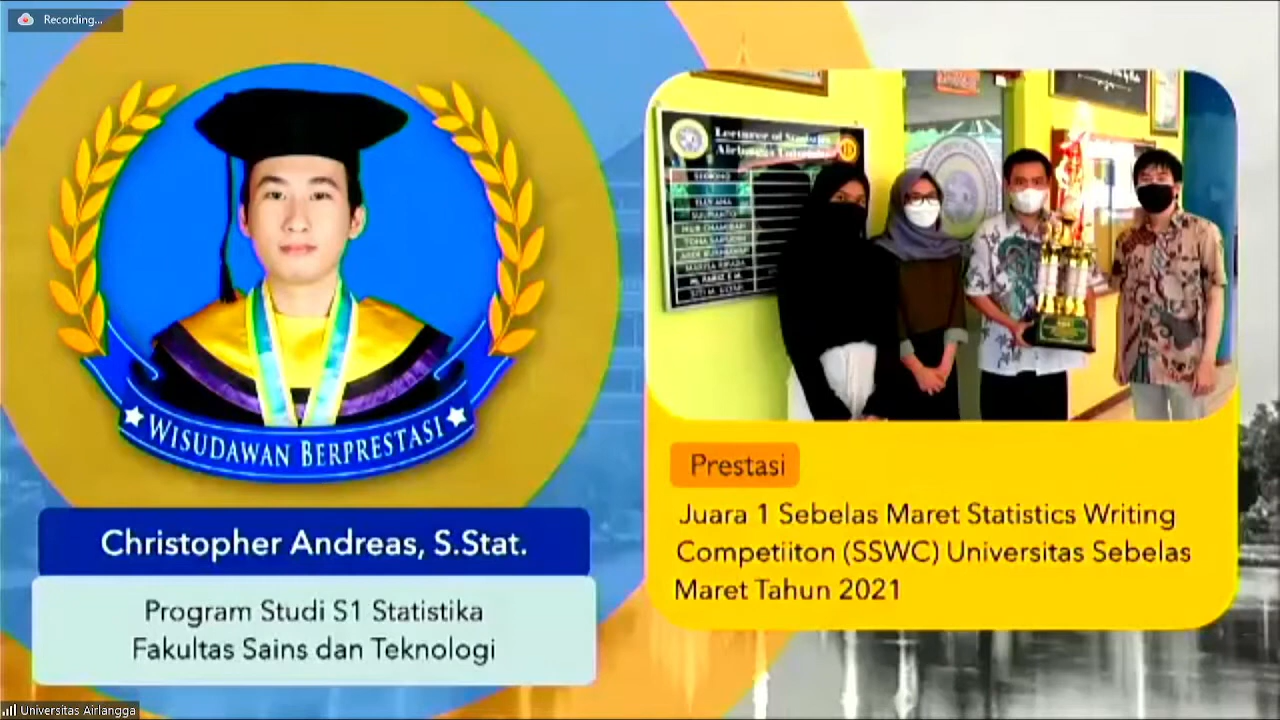 Recording...
WISUDAWAN BERPRESTASI
Christopher Andreas, S.Stat.
Program Studi S1 Statistika
Fakultas Sains dan Teknologi
Lecturer of Statistics
Airlangga University
Prestasi
Juara 1 Sebelas Maret Statistics Writing
Competiiton (SSWC) Universitas Sebelas
Maret Tahun 2021
Universitas Airlangga